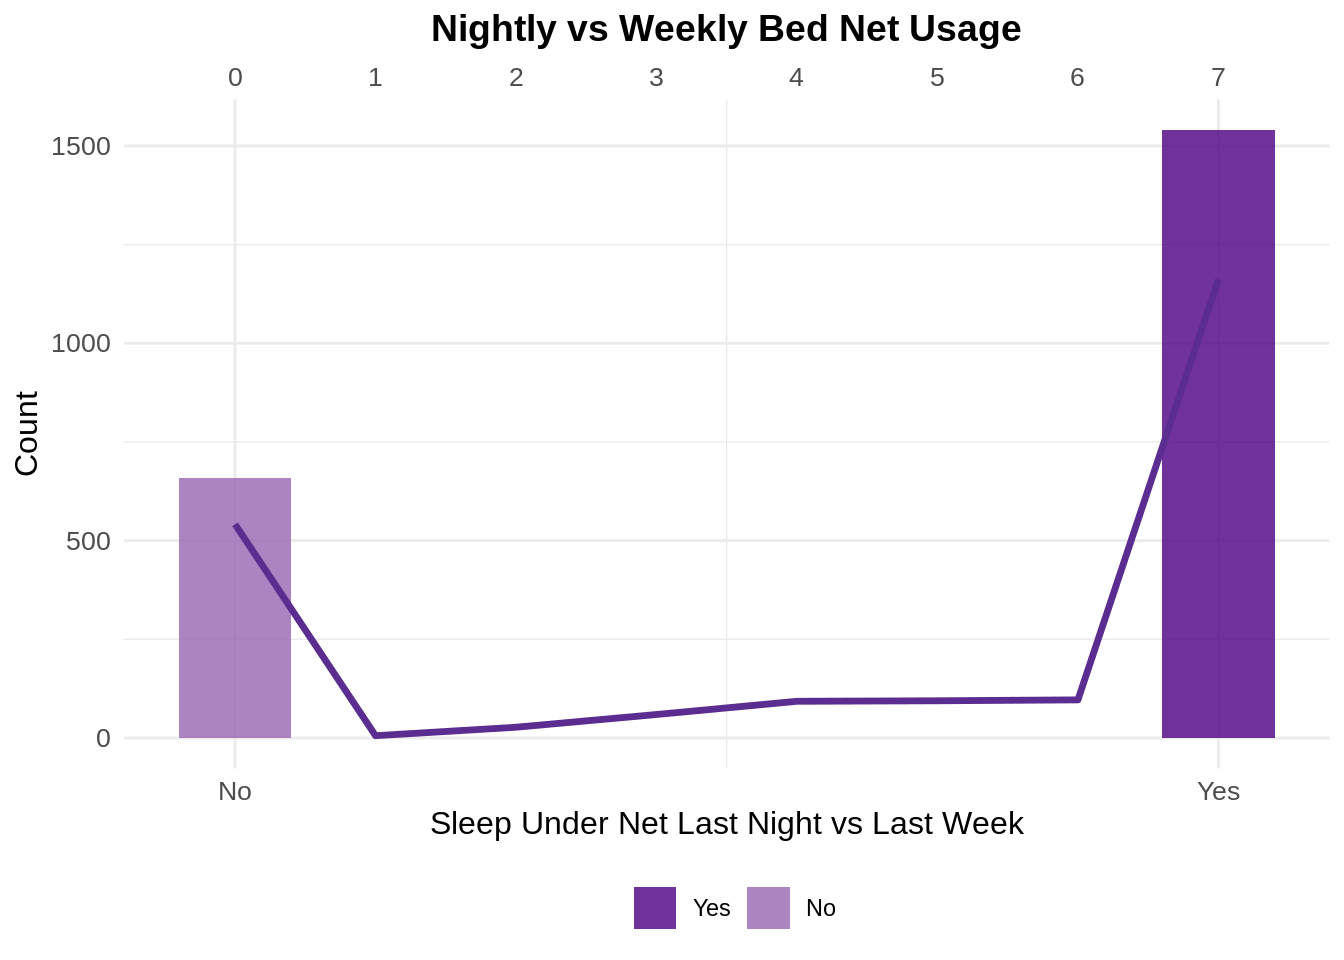 Nightly vs Weekly Bed Net Usage
0 1 2 3 4 5 6 7
1500
1000
500
0
Count
No Yes
Sleep Under Net Last Night vs Last Week
Yes No